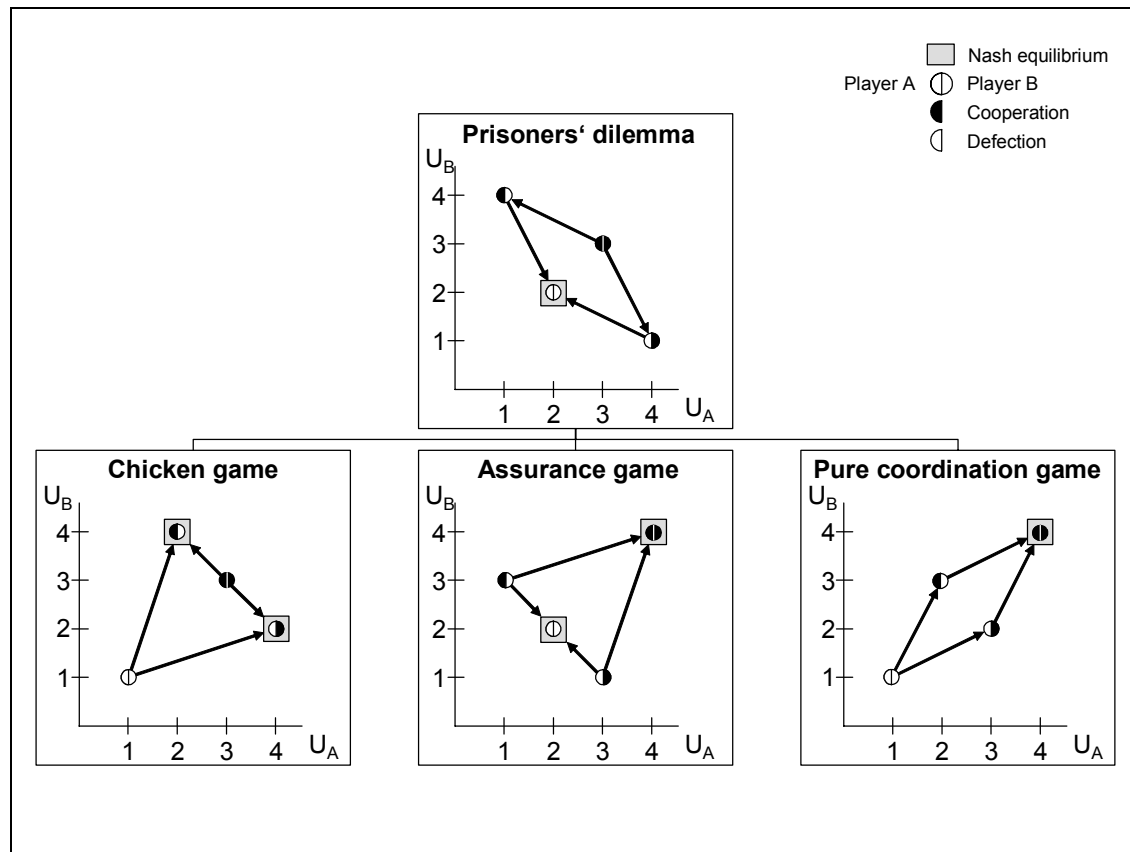 Nash equilibrium
Player A Player B
Cooperation
Defection
Prisoners‘ dilemma
U_B
4
3
2
1
1 2 3 4 U_A
Chicken game
U_B
4
3
2
1
1 2 3 4 U_A
Assurance game
U_B
4
3
2
1
1 2 3 4 U_A
Pure coordination game
U_B
4
3
2
1
1 2 3 4 U_A